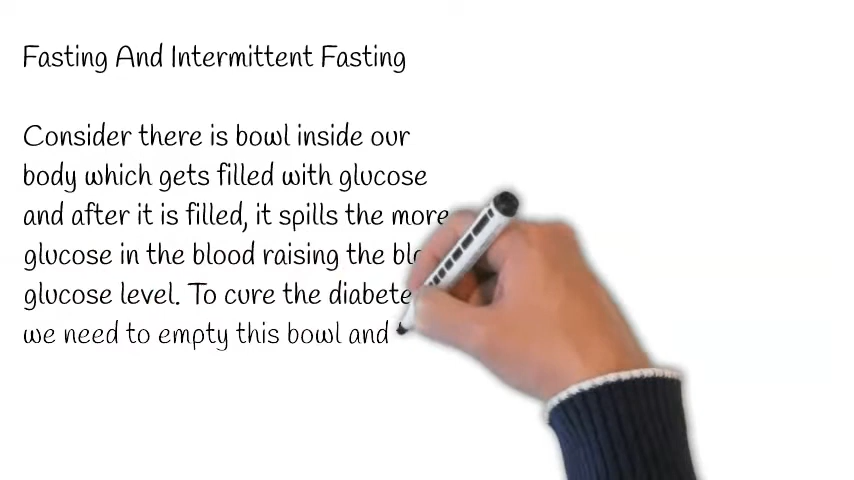 Fasting And Intermittent Fasting
Consider there is bowl inside our
body which gets filled with glucose
and after it is filled, it spills the more
glucose in the blood raising the
glucose level. To cure the
we need to empty this bowl and